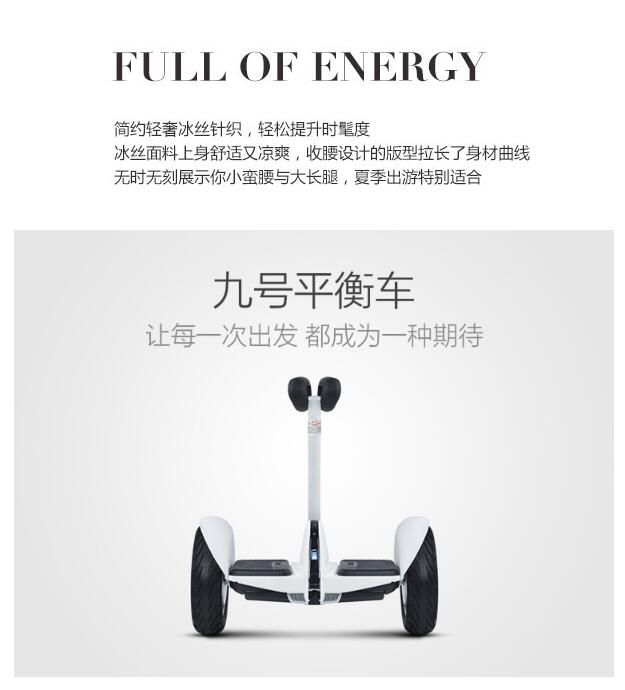 FULL OF ENERGY
简约轻奢冰丝针织，轻松提升时髦度
冰丝面料上身舒适又凉爽，收腰设计的版型拉长了身材曲线
无时无刻展示你小蛮腰与大长腿，夏季出游特别适合
九号平衡车
让每一次出发 都成为一种期待